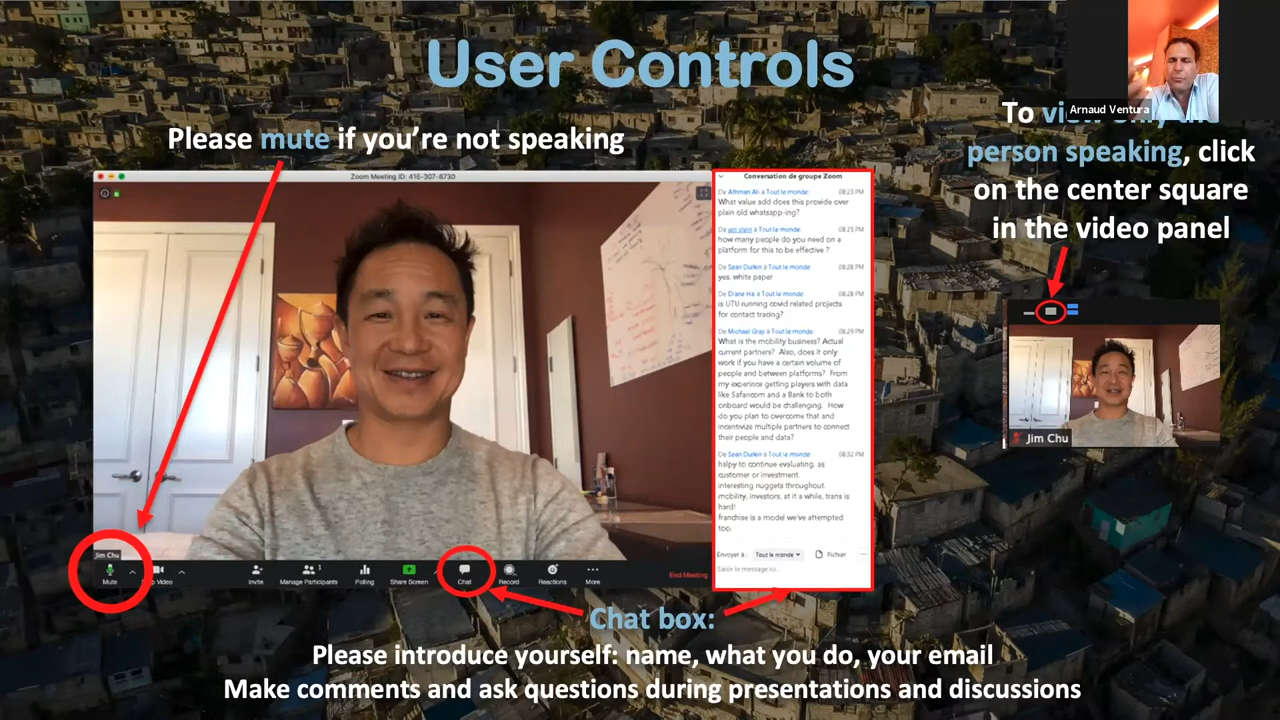 User Controls
Arnaud Ventura
Please mute if you're not speaking
To view only
person speaking, click
on the center square
in the video panel
Zoom Meeting ID: 416-307-6730
Jim Chu
Mute
Video
Invite
Manage Participants
1
Polling
Share Screen
Chat
Record
Reactions
More
End Meeting
Conversation de groupe Zoom
De Athman Ali à Tout le monde: 08:23 PM
What value add does this provide over
plain old whatsapp-ing?
De jam stein à Tout le monde: 08:25 PM
how many people do you need on a
platform for this to be effective ?
De Sean Durkin à Tout le monde 08:28 PM
yes, white paper
De Diane Ha à Tout le monde: 08:28 PM
is UTU running covid related projects
for contact tracing?
De Michael Gray à Tout le monde: 08:29 PM
What is the mobility business? Actual
current partners? Also, does it only
work if you have a certain volume of
people and between platforms? From
my experince getting players with data
like Safaricom and a Bank to both
onboard would be challenging. How
do you plan to overcome that and
incentivize multiple partners to connect
their people and data?
De Sean Durkin à Tout le monde 08:32 PM
halpy to continue evaluating, as
customer or investment.
interesting nuggets throughout.
mobility, investors, at it a while, trans is
hard!
franchise is a model we've attempted
too.
Envoyer à : Tout le monde Fichier ...
Saisir le message ici...
Jim Chu
Chat box:
Please introduce yourself: name, what you do, your email
Make comments and ask questions during presentations and discussions